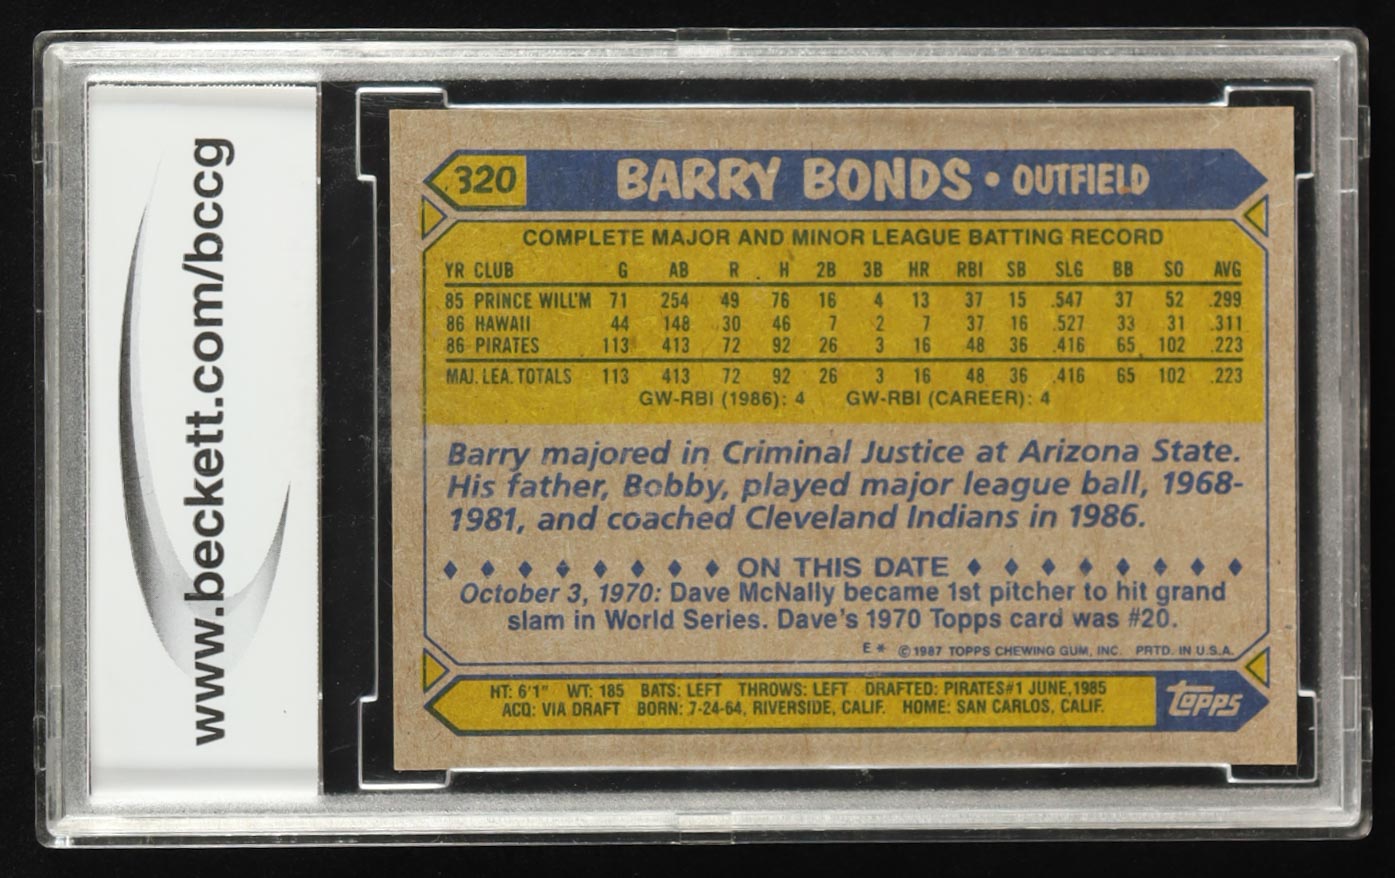 www.beckett.com/bccg
320 BARRY BONDS • OUTFIELD
COMPLETE MAJOR AND MINOR LEAGUE BATTING RECORD
YR CLUB G AB R H 2B 3B HR RBI SB SLG BB SO AVG
85 PRINCE WILL'M 71 254 49 76 16 4 13 37 15 .547 37 52 .299
86 HAWAII 44 148 30 46 7 2 7 37 16 .527 33 31 .311
86 PIRATES 113 413 72 92 26 3 16 48 36 .416 65 102 .223
MAJ. LEA. TOTALS 113 413 72 92 26 3 16 48 36 .416 65 102 .223
GW-RBI (1986): 4 GW-RBI (CAREER): 4
Barry majored in Criminal Justice at Arizona State.
His father, Bobby, played major league ball, 1968-
1981, and coached Cleveland Indians in 1986.
ON THIS DATE
October 3, 1970: Dave McNally became 1st pitcher to hit grand
slam in World Series. Dave's 1970 Topps card was #20.
E* ©1987 TOPPS CHEWING GUM, INC. PRTD. IN U.S.A.
HT: 6'1" WT: 185 BATS: LEFT THROWS: LEFT DRAFTED: PIRATES#1 JUNE,1985
ACQ: VIA DRAFT BORN: 7-24-64, RIVERSIDE, CALIF. HOME: SAN CARLOS, CALIF.
Topps